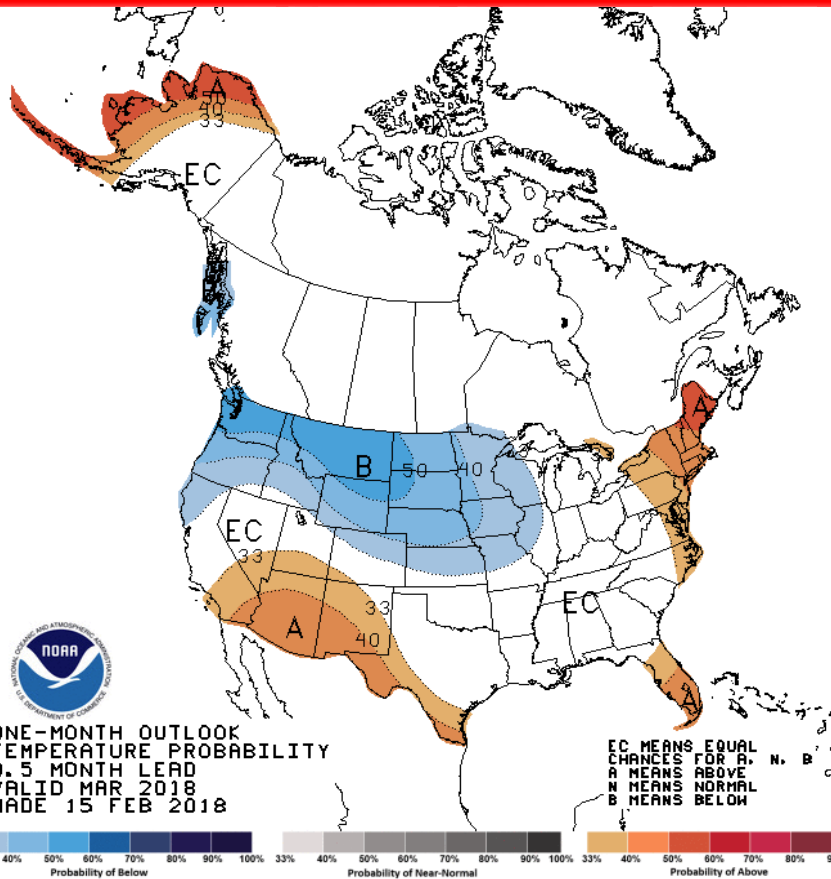 A
50
40
33
EC
B
B
50
40
A
EC
33
33
40
A
EC
A
NOAA
NATIONAL OCEANIC AND ATMOSPHERIC ADMINISTRATION
U.S. DEPARTMENT OF COMMERCE
ONE-MONTH OUTLOOK
TEMPERATURE PROBABILITY
0.5 MONTH LEAD
VALID MAR 2018
MADE 15 FEB 2018
EC MEANS EQUAL
CHANCES FOR A, N, B
A MEANS ABOVE
N MEANS NORMAL
B MEANS BELOW
40% 50% 60% 70% 80% 90% 100% 33% 40% 50% 60% 70% 80% 90% 100% 33% 40% 50% 60% 70% 80%
Probability of Below
Probability of Near-Normal
Probability of Above